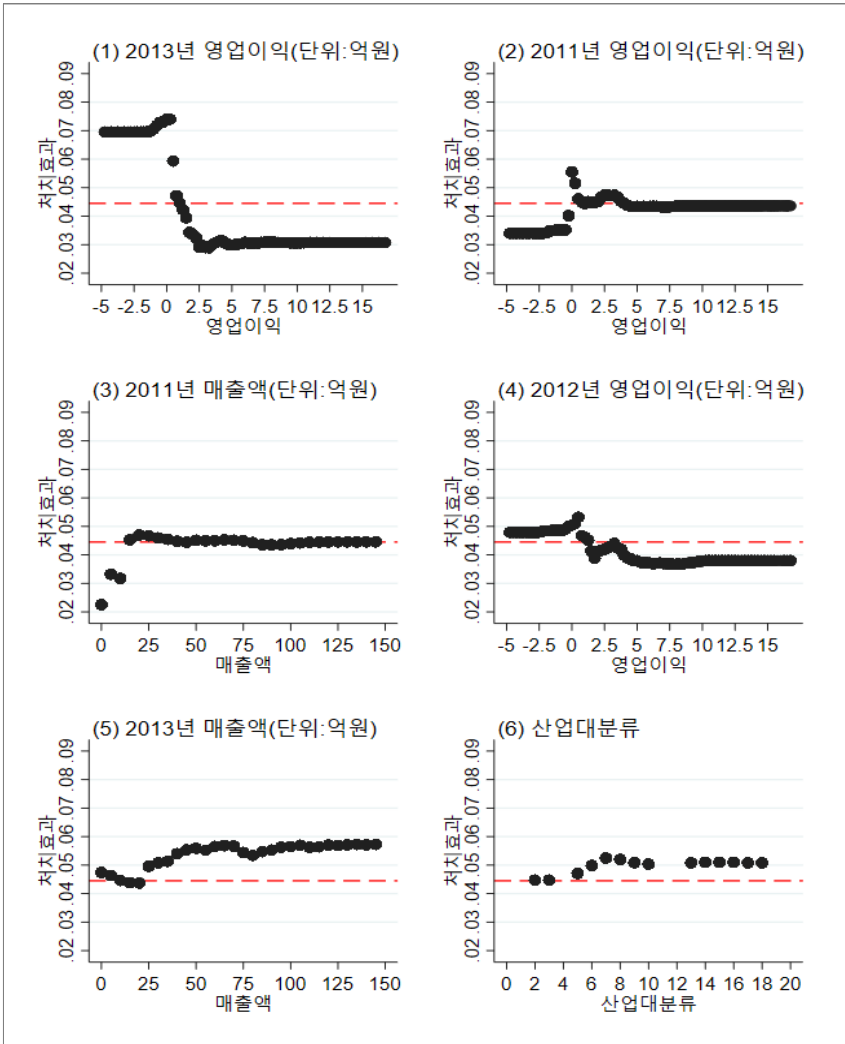 (1) 2013년 영업이익(단위:억원)
.02 .03 .04 .05 .06 .07 .08 .09
처치효과
-5 -2.5 0 2.5 5 7.5 10 12.5 15
영업이익
(2) 2011년 영업이익(단위:억원)
.02 .03 .04 .05 .06 .07 .08 .09
처치효과
-5 -2.5 0 2.5 5 7.5 10 12.5 15
영업이익
(3) 2011년 매출액(단위:억원)
.02 .03 .04 .05 .06 .07 .08 .09
처치효과
0 25 50 75 100 125 150
매출액
(4) 2012년 영업이익(단위:억원)
.02 .03 .04 .05 .06 .07 .08 .09
처치효과
-5 -2.5 0 2.5 5 7.5 10 12.5 15
영업이익
(5) 2013년 매출액(단위:억원)
.02 .03 .04 .05 .06 .07 .08 .09
처치효과
0 25 50 75 100 125 150
매출액
(6) 산업대분류
.02 .03 .04 .05 .06 .07 .08 .09
처치효과
0 2 4 6 8 10 12 14 16 18 20
산업대분류